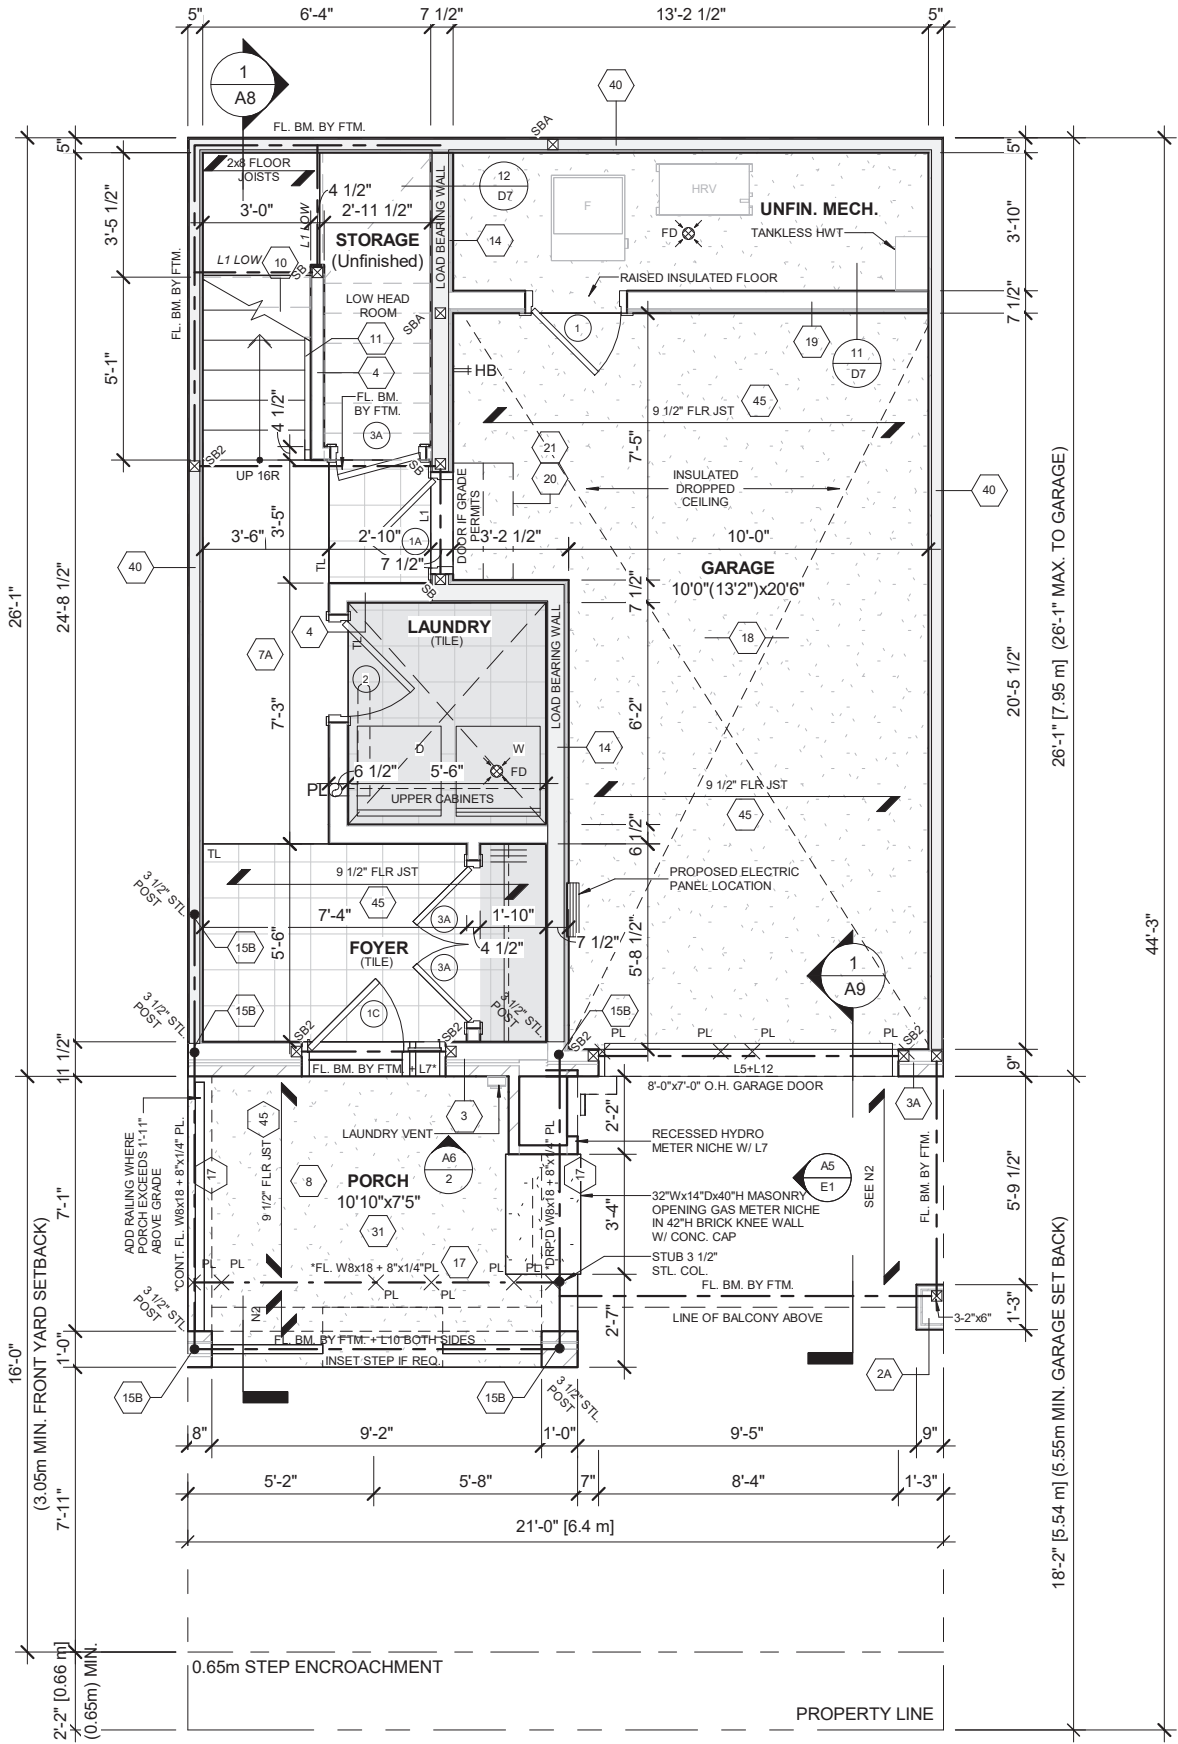 5"
6'-4"
7 1/2"
13'-2 1/2"
5"
1
A8
40
FL. BM. BY FTM.
SBA
5"
5"
2x8 FLOOR
JOISTS
12
D7
F
HRV
4 1/2"
3'-0"
2'-11 1/2"
L1 LOW
LOAD BEARING WALL
UNFIN. MECH.
FD
TANKLESS HWT
3'-5 1/2"
3'-10"
STORAGE
(Unfinished)
14
L1 LOW
10
SB
RAISED INSULATED FLOOR
FL. BM. BY FTM.
LOW HEAD
ROOM
SBA
7 1/2"
1
19
11
D7
11
4
HB
5'-1"
FL. BM.
BY FTM.
4 1/2"
3A
45
9 1/2" FLR JST
7'-5"
21
20
SB2
SB
UP 16R
INSULATED
DROPPED
CEILING
40
DOOR IF GRADE
PERMITS
L1
3'-5"
3'-6"
2'-10"
1A
3'-2 1/2"
10'-0"
7 1/2"
TL
40
SB
GARAGE
10'0"(13'2")x20'6"
7 1/2"
26'-1"
24'-8 1/2"
26'-1" [7.95 m] (26'-1" MAX. TO GARAGE)
20'-5 1/2"
4
LAUNDRY
(TILE)
TL
LOAD BEARING WALL
18
7A
2
7'-3"
6'-2"
D
W
FD
14
6 1/2"
5'-6"
PL
UPPER CABINETS
9 1/2" FLR JST
45
6 1/2"
TL
9 1/2" FLR JST
45
PROPOSED ELECTRIC
PANEL LOCATION
3 1/2" STL.
POST
7'-4"
1'-10"
3A
4 1/2"
7 1/2"
15B
5'-6"
FOYER
(TILE)
3A
5'-8 1/2"
1
A9
44'-3"
3 1/2" STL.
POST
15B
1C
3 1/2" STL.
POST
15B
SB2
SB2
SB2
PL
PL
PL
SB2
11 1/2"
9"
FL. BM. BY FTM. + L7*
L5+L12
8'-0"x7'-0" O.H. GARAGE DOOR
3A
ADD RAILING WHERE
PORCH EXCEEDS 1'-11"
ABOVE GRADE
*CONT. FL. W8x18 + 8"x1/4" PL.
45
3
LAUNDRY VENT
2'-2"
RECESSED HYDRO
METER NICHE W/ L7
17
9 1/2" FLR JST
8
PORCH
10'10"x7'5"
A6
2
*DRP'D W8x18 + 8"x1/4" PL
17
A5
E1
SEE N2
FL. BM. BY FTM.
5'-9 1/2"
7'-1"
31
3'-4"
32"Wx14"Dx40"H MASONRY
OPENING GAS METER NICHE
IN 42"H BRICK KNEE WALL
W/ CONC. CAP
17
PL
PL
*FL. W8x18 + 8"x1/4"PL
PL
PL
PL
PL
STUB 3 1/2"
STL. COL.
FL. BM. BY FTM.
3 1/2" STL.
POST
N2
LINE OF BALCONY ABOVE
3-2"x6"
1'-3"
2'-7"
1'-0"
FL. BM. BY FTM. + L10 BOTH SIDES
INSET STEP IF REQ.
15B
15B
3 1/2" STL.
POST
2A
16'-0"
(3.05m MIN. FRONT YARD SETBACK)
7'-11"
18'-2" [5.54 m] (5.55m MIN. GARAGE SET BACK)
8"
9'-2"
1'-0"
9'-5"
9"
5'-2"
5'-8"
7"
8'-4"
1'-3"
21'-0" [6.4 m]
2'-2" [0.66 m]
(0.65m) MIN.
0.65m STEP ENCROACHMENT
PROPERTY LINE